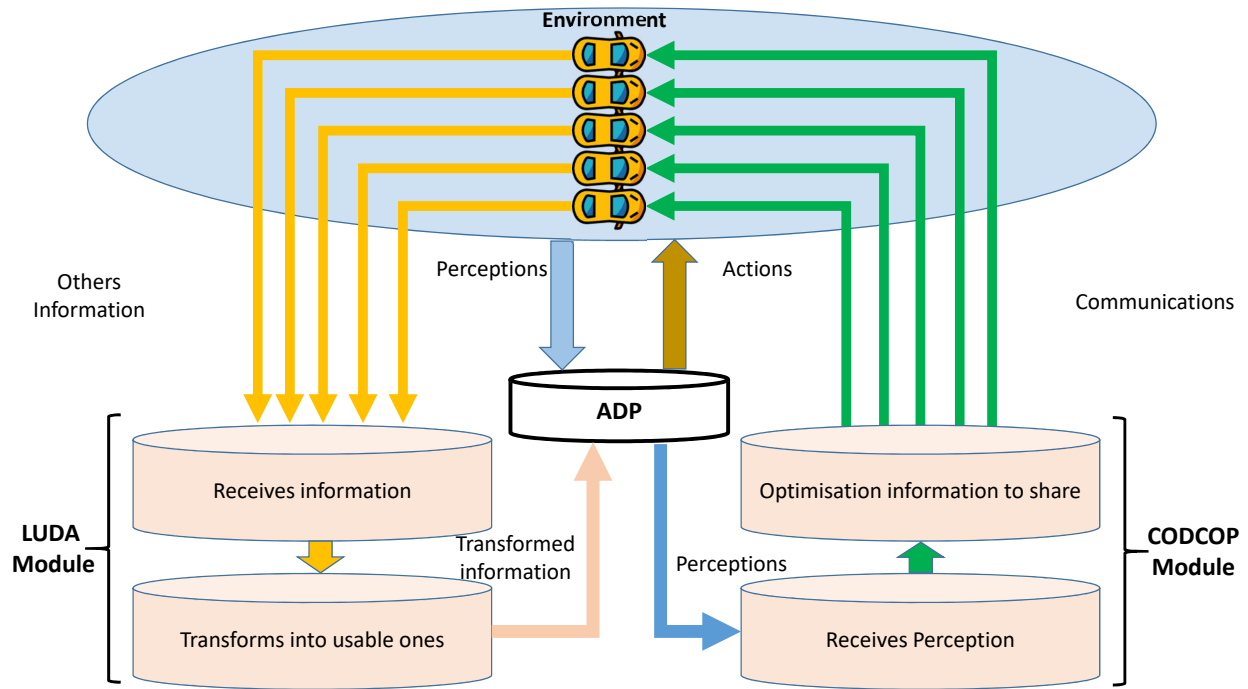 Environment
Perceptions
Actions
Others
Information
Communications
ADP
Receives information
Optimisation information to share
LUDA
Module
Transformed
information
Perceptions
CODCOP
Module
Transforms into usable ones
Receives Perception